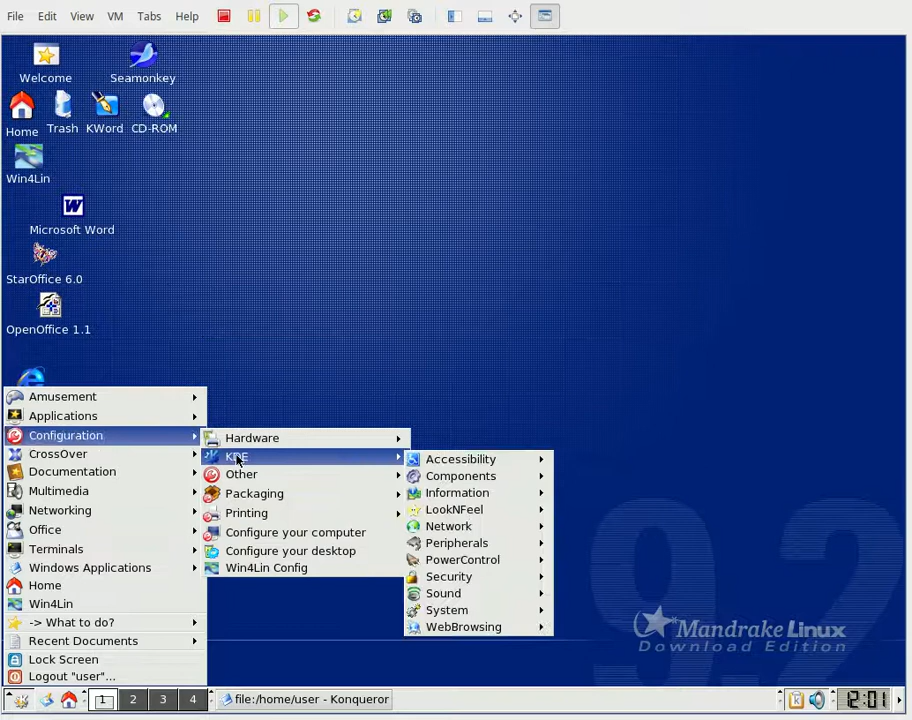 File Edit View VM Tabs Help
Welcome Seamonkey
Home Trash KWord CD-ROM
Win4Lin
W
Microsoft Word
StarOffice 6.0
OpenOffice 1.1
Amusement
Applications
Configuration
CrossOver
Documentation
Multimedia
Networking
Office
Terminals
Windows Applications
Home
Win4Lin
-> What to do?
Recent Documents
Lock Screen
Logout "user"...
Hardware
KDE
Other
Packaging
Printing
Configure your computer
Configure your desktop
Win4Lin Config
Accessibility
Components
Information
LookNFeel
Network
Peripherals
PowerControl
Security
Sound
System
WebBrowsing
9.2
MandrakeLinux
Download Edition
1 2 3 4 file:/home/user - Konqueror 12:01